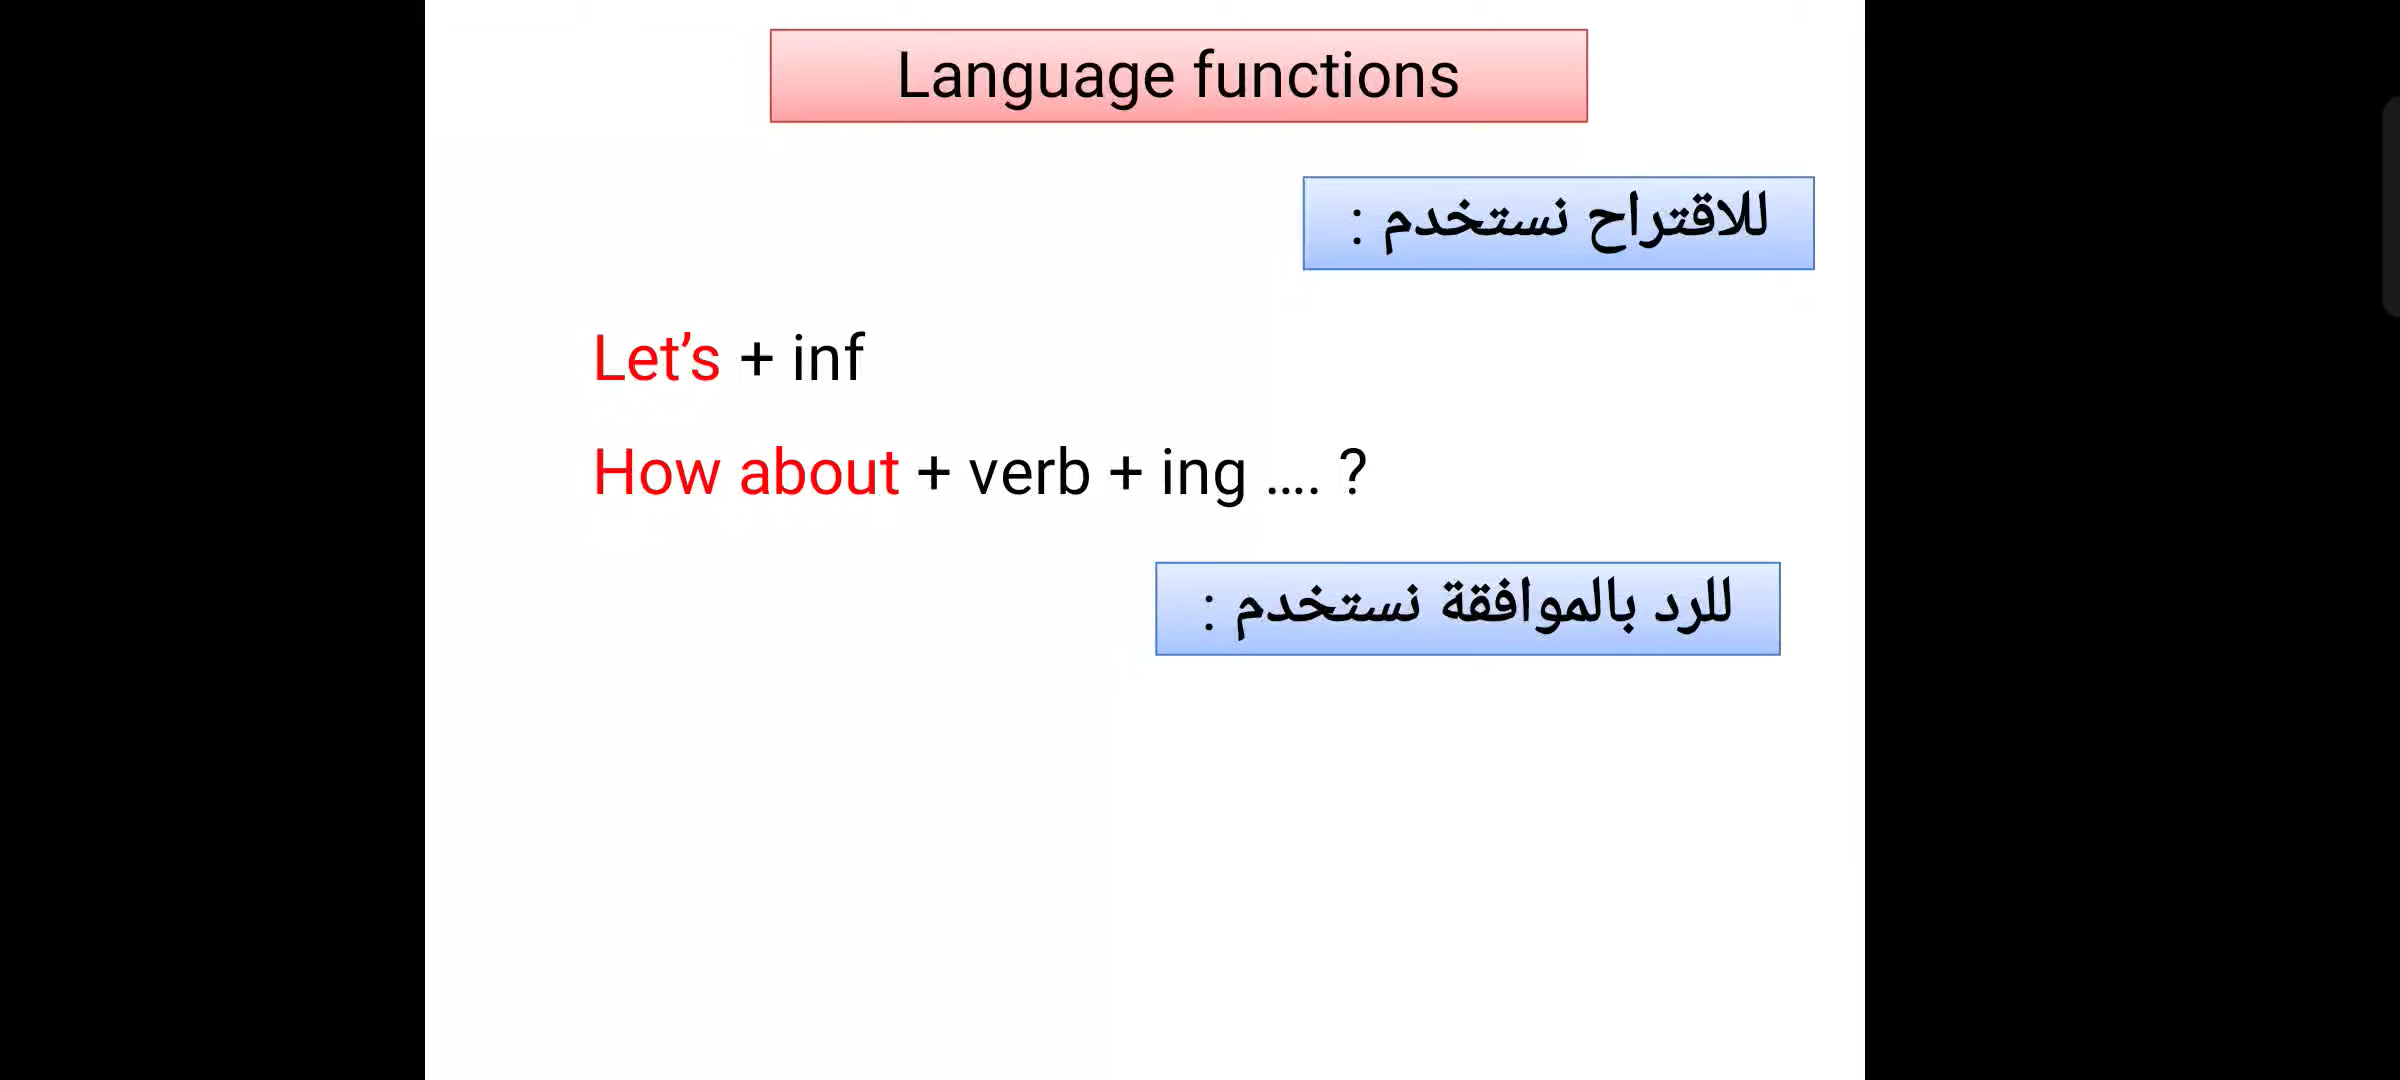 Language functions
للاقتراح نستخدم :
Let’s + inf
How about + verb + ing .... ?
للرد بالموافقة نستخدم :